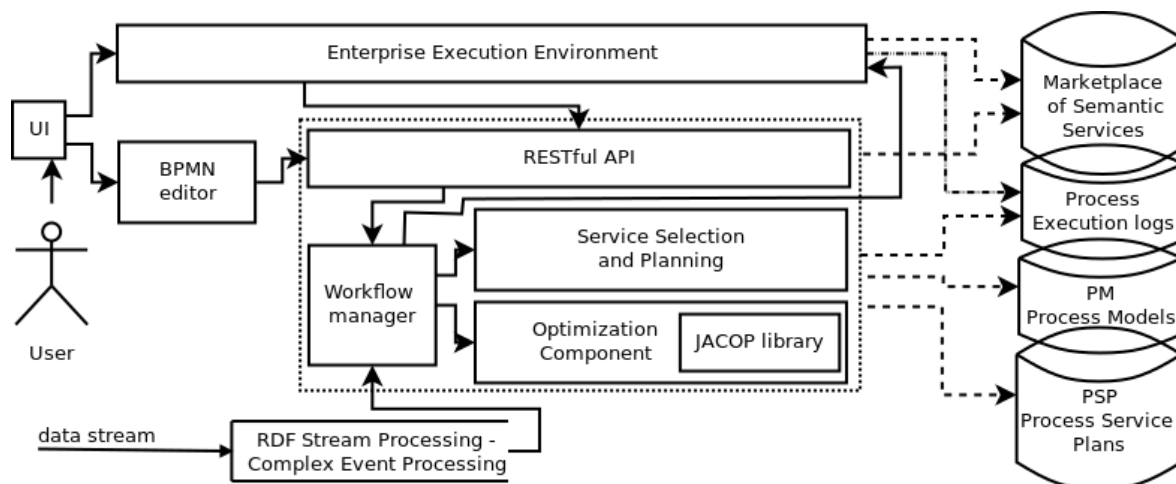 Enterprise Execution Environment
Marketplace
of Semantic
Services
UI
BPMN
editor
RESTful API
Process
Execution logs
Service Selection
and Planning
Workflow
manager
PM
Process Models
Optimization
Component
JACOP library
User
PSP
Process Service
Plans
data stream
RDF Stream Processing -
Complex Event Processing